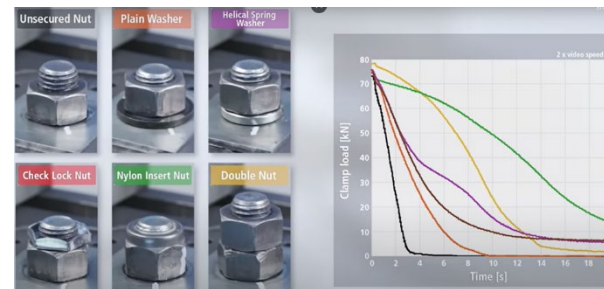 Unsecured Nut
Plain Washer
Helical Spring
Washer
Check Lock Nut
Nylon Insert Nut
Double Nut
2 x video speed
Clamp load [kN]
80
70
60
50
40
30
20
10
0
0 2 4 6 8 10 12 14 16 18
Time [s]